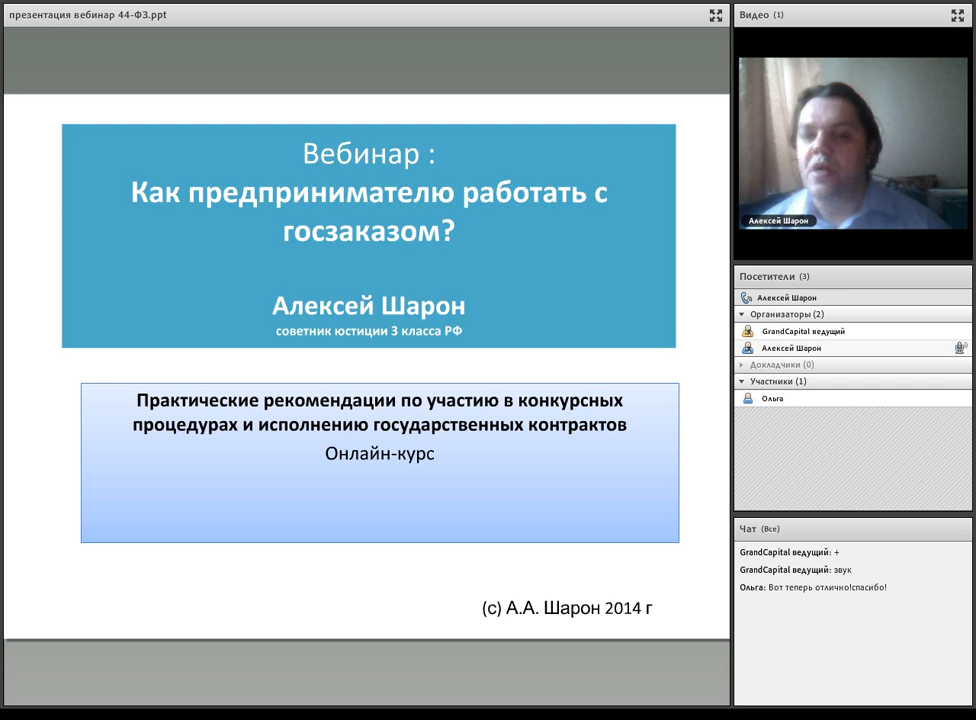 презентация вебинар 44-ФЗ.ppt
Вебинар :
Как предпринимателю работать с
госзаказом?
Алексей Шарон
советник юстиции 3 класса РФ
Практические рекомендации по участию в конкурсных
процедурах и исполнению государственных контрактов
Онлайн-курс
(с) А.А. Шарон 2014 г
Видео (1)
Алексей Шарон
Посетители (3)
Алексей Шарон
Организаторы (2)
GrandCapital ведущий
Алексей Шарон
Докладчики (0)
Участники (1)
Ольга
Чат (Все)
GrandCapital ведущий: +
GrandCapital ведущий: звук
Ольга: Вот теперь отлично!спасибо!